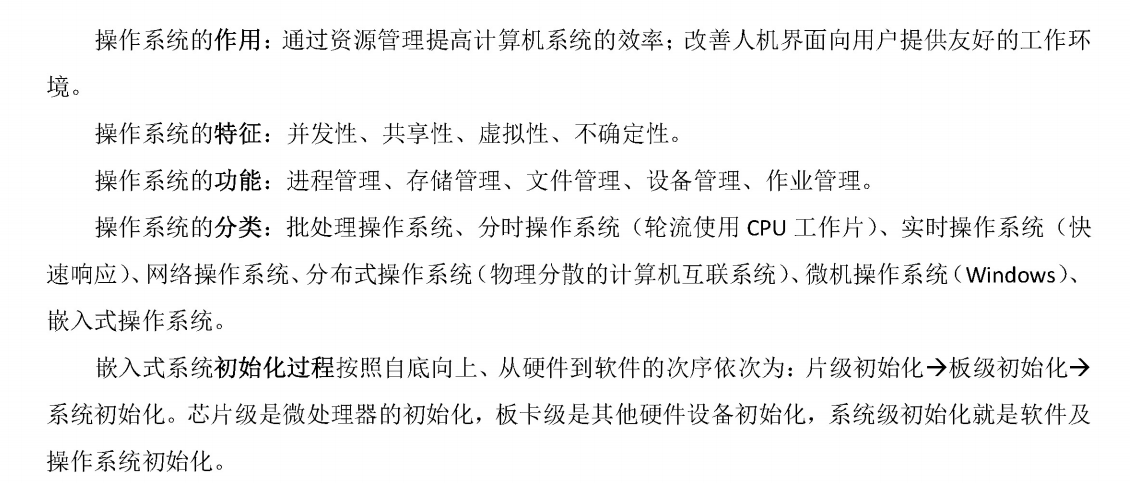 操作系统的作用：通过资源管理提高计算机系统的效率；改善人机界面向用户提供友好的工作环
境。
操作系统的特征：并发性、共享性、虚拟性、不确定性。
操作系统的功能：进程管理、存储管理、文件管理、设备管理、作业管理。
操作系统的分类：批处理操作系统、分时操作系统（轮流使用 CPU 工作片）、实时操作系统（快
速响应）、网络操作系统、分布式操作系统（物理分散的计算机互联系统）、微机操作系统（Windows）、
嵌入式操作系统。
嵌入式系统初始化过程按照自底向上、从硬件到软件的次序依次为：片级初始化→板级初始化→
系统初始化。芯片级是微处理器的初始化，板卡级是其他硬件设备初始化，系统级初始化就是软件及
操作系统初始化。